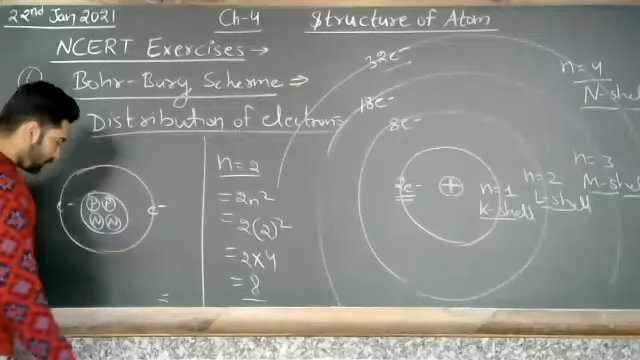 22nd Jan 2021
Ch-4
Structure of Atom
NCERT Exercises →
① Bohr-Bury Scheme ⇒
Distribution of electrons
P P
N N
e-
e-
=
n=2
= 2n²
= 2(2)²
= 2×4
= 8
32e-
18e-
8e-
2e-
+
n=1
K-shell
n=2
L-shell
n=3
M-shell
n=4
N-shell